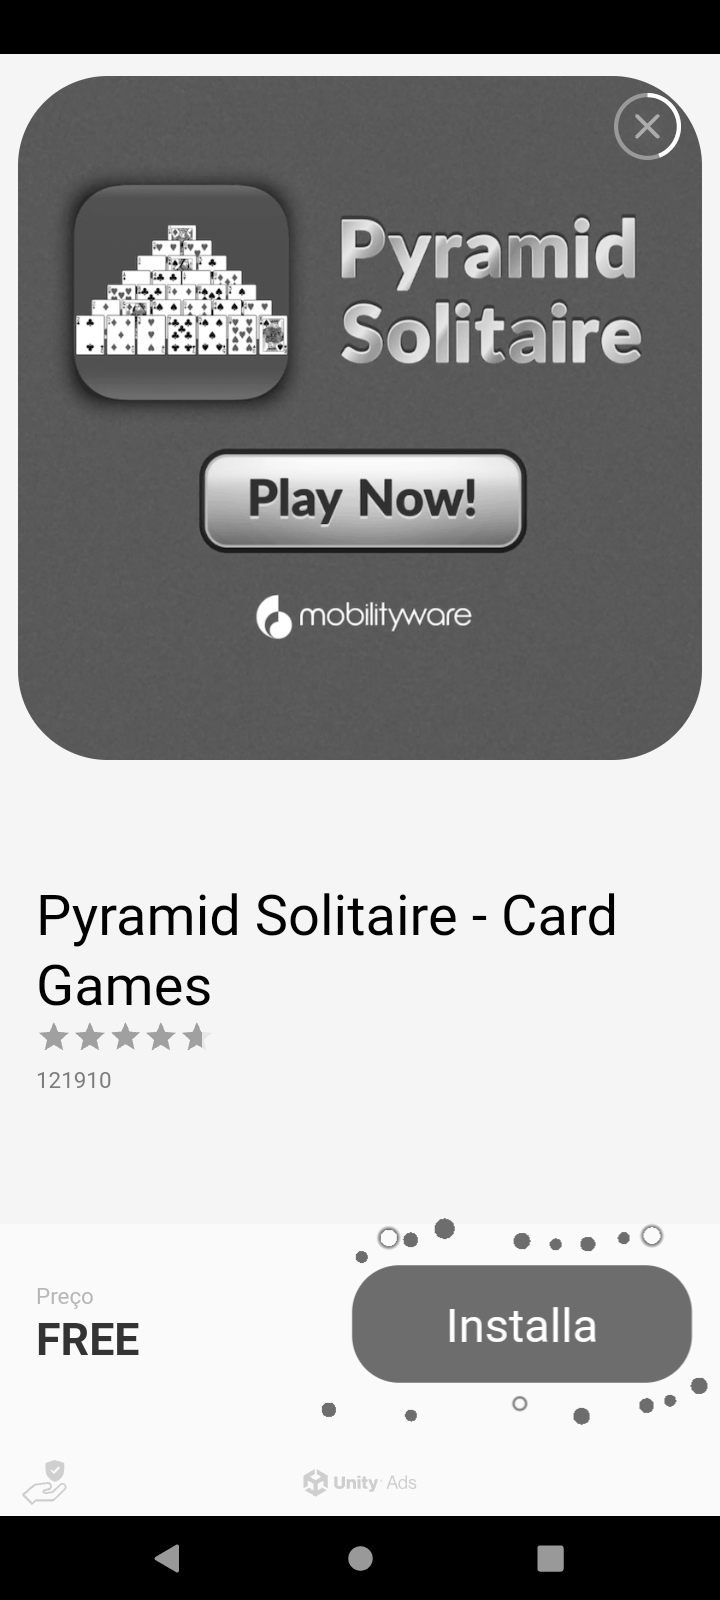 Pyramid
Solitaire
Play Now!
mobilityware
Pyramid Solitaire - Card
Games
121910
Preço
FREE
Installa
Unity Ads